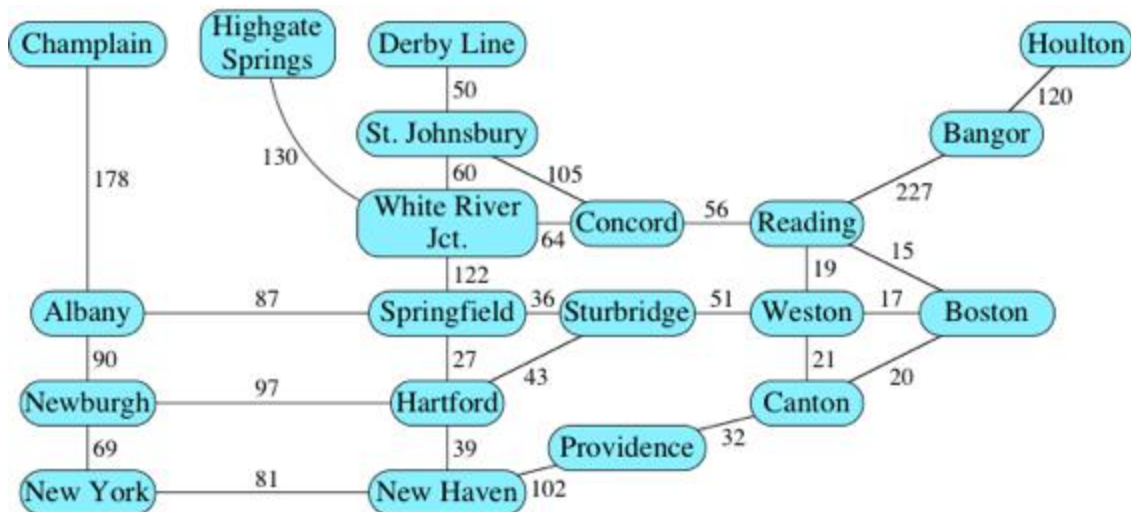 Champlain
Highgate
Springs
Derby Line
Houlton
50
120
St. Johnsbury
Bangor
130
178
60
105
227
White River
Jct.
64
Concord
56
Reading
15
122
19
87
36
51
17
Albany
Springfield
Sturbridge
Weston
Boston
90
27
43
21
20
97
Newburgh
Hartford
Canton
69
39
Providence
32
81
New York
New Haven
102